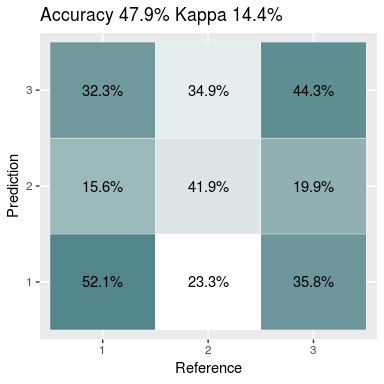 Accuracy 47.9% Kappa 14.4%
Prediction
3
32.3% 34.9% 44.3%
2
15.6% 41.9% 19.9%
1
52.1% 23.3% 35.8%
1 2 3
Reference